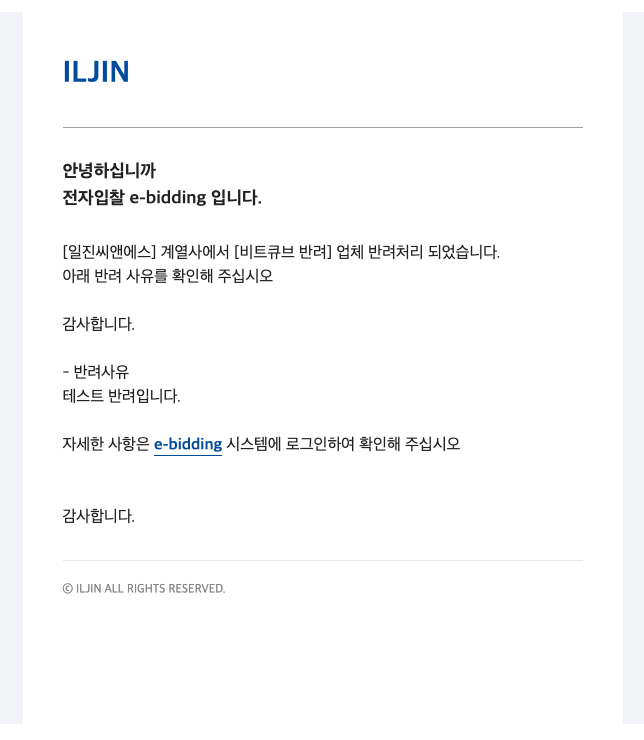 ILJIN
안녕하십니까
전자입찰 e-bidding 입니다.
[일진씨앤에스] 계열사에서 [비트큐브 반려] 업체 반려처리 되었습니다.
아래 반려 사유를 확인해 주십시오
감사합니다.
- 반려사유
테스트 반려입니다.
자세한 사항은 e-bidding 시스템에 로그인하여 확인해 주십시오
감사합니다.
© ILJIN ALL RIGHTS RESERVED.